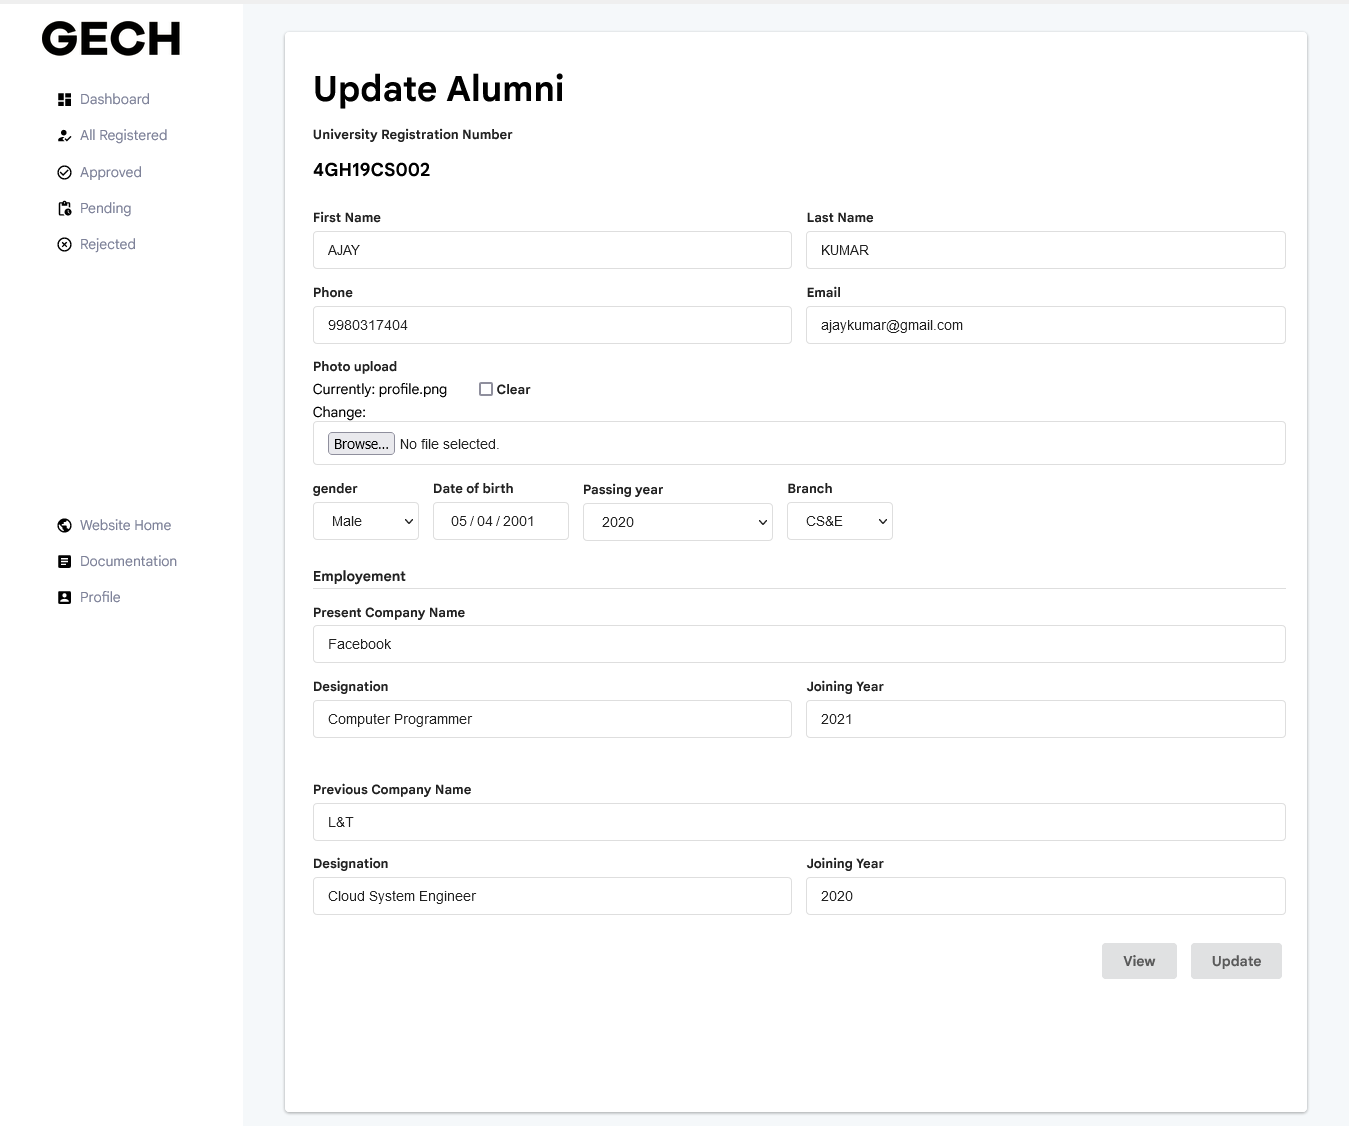 GECH
Dashboard
All Registered
Approved
Pending
Rejected
Website Home
Documentation
Profile
Update Alumni
University Registration Number
4GH19CS002
First Name
Last Name
AJAY
KUMAR
Phone
Email
9980317404
ajaykumar@gmail.com
Photo upload
Currently: profile.png
Clear
Change:
Browse... No file selected.
gender
Date of birth
Passing year
Branch
Male
05 / 04 / 2001
2020
CS&E
Employement
Present Company Name
Facebook
Designation
Joining Year
Computer Programmer
2021
Previous Company Name
L&T
Designation
Joining Year
Cloud System Engineer
2020
View
Update